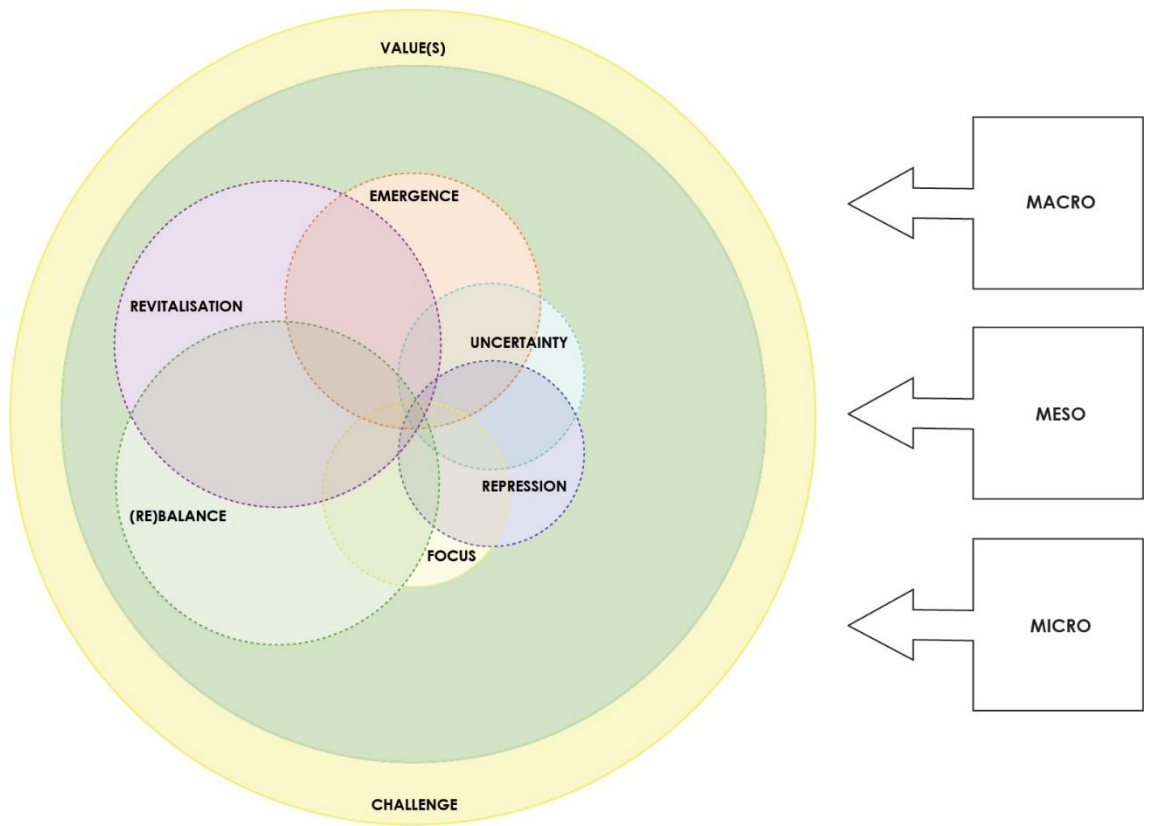 VALUE(S)
EMERGENCE
REVITALISATION
UNCERTAINTY
REPRESSION
(RE)BALANCE
FOCUS
CHALLENGE
MACRO
MESO
MICRO